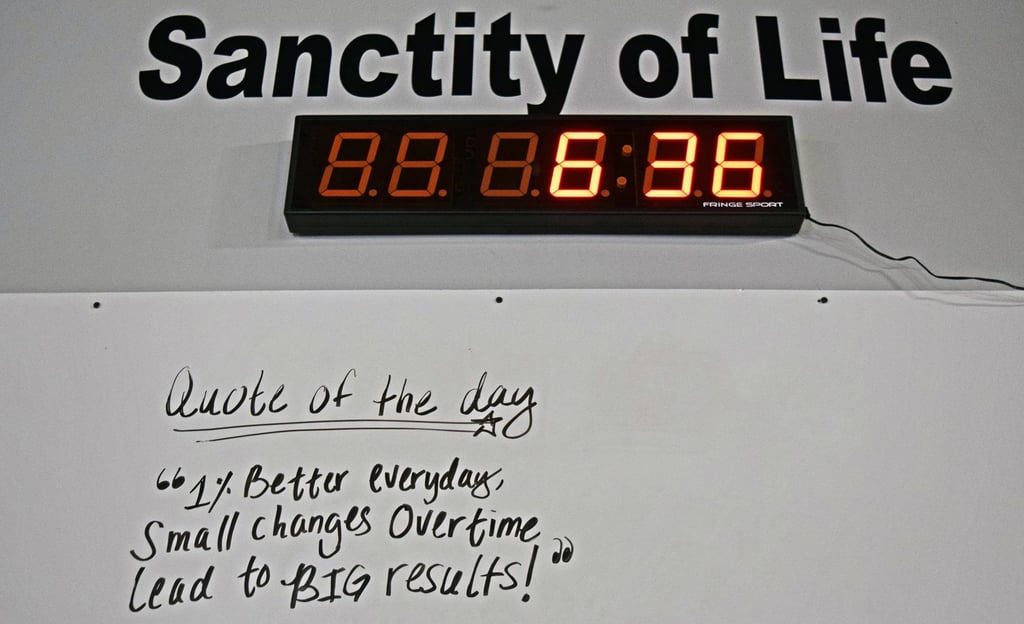 Sanctity of Life
6:36
FRINGE SPORT
Quote of the day
“1% Better everyday,
Small changes Overtime
lead to BIG results!”